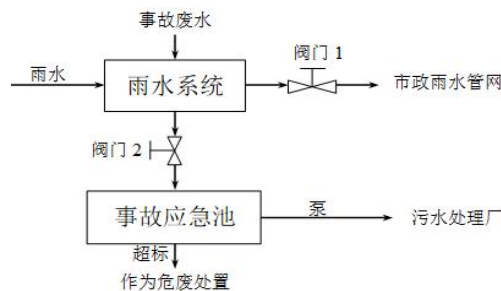 事故废水
阀门 1
雨水
雨水系统
市政雨水管网
阀门 2
事故应急池
泵
污水处理厂
超标
作为危废处置